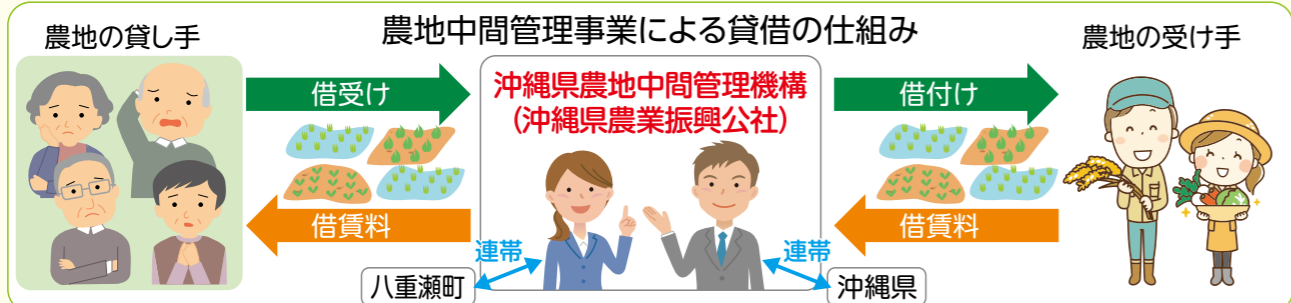 農地中間管理事業による貸借の仕組み
農地の貸し手
農地の受け手
借受け
沖縄県農地中間管理機構
（沖縄県農業振興公社）
借付け
借賃料
借賃料
連帯
連帯
八重瀬町
沖縄県